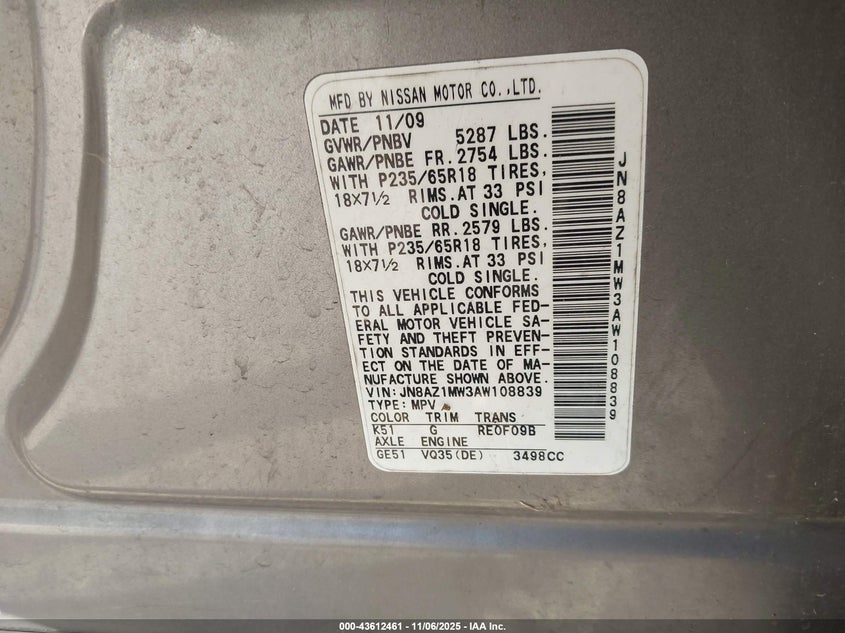 MFD BY NISSAN MOTOR CO.,LTD.
DATE 11/09
GVWR/PNBV 5287 LBS.
GAWR/PNBE FR. 2754 LBS.
WITH P235/65R18 TIRES,
18X7½ RIMS.AT 33 PSI
COLD SINGLE.
GAWR/PNBE RR. 2579 LBS.
WITH P235/65R18 TIRES,
18X7½ RIMS.AT 33 PSI
COLD SINGLE.
THIS VEHICLE CONFORMS
TO ALL APPLICABLE FED-
ERAL MOTOR VEHICLE SA-
FETY AND THEFT PREVEN-
TION STANDARDS IN EFF-
ECT ON THE DATE OF MA-
NUFACTURE SHOWN ABOVE.
VIN:JN8AZ1MW3AW108839
TYPE:MPV
COLOR TRIM TRANS
K51 G RE0F09B
AXLE ENGINE
GE51 VQ35(DE) 3498CC
JN8AZ1MW3AW108839
000-43612461 - 11/06/2025 - IAA Inc.